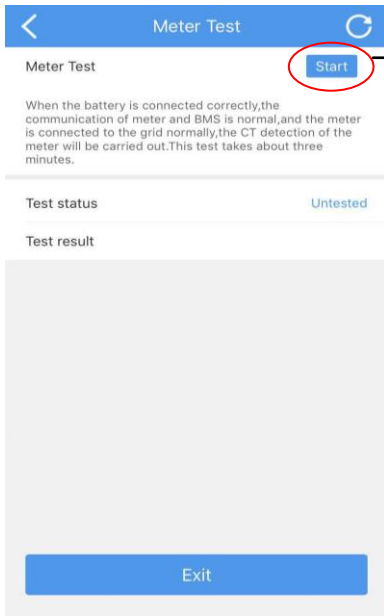 Meter Test
Meter Test
Start
When the battery is connected correctly,the
communication of meter and BMS is normal,and the meter
is connected to the grid normally,the CT detection of the
meter will be carried out.This test takes about three
minutes.
Test status
Untested
Test result
Exit